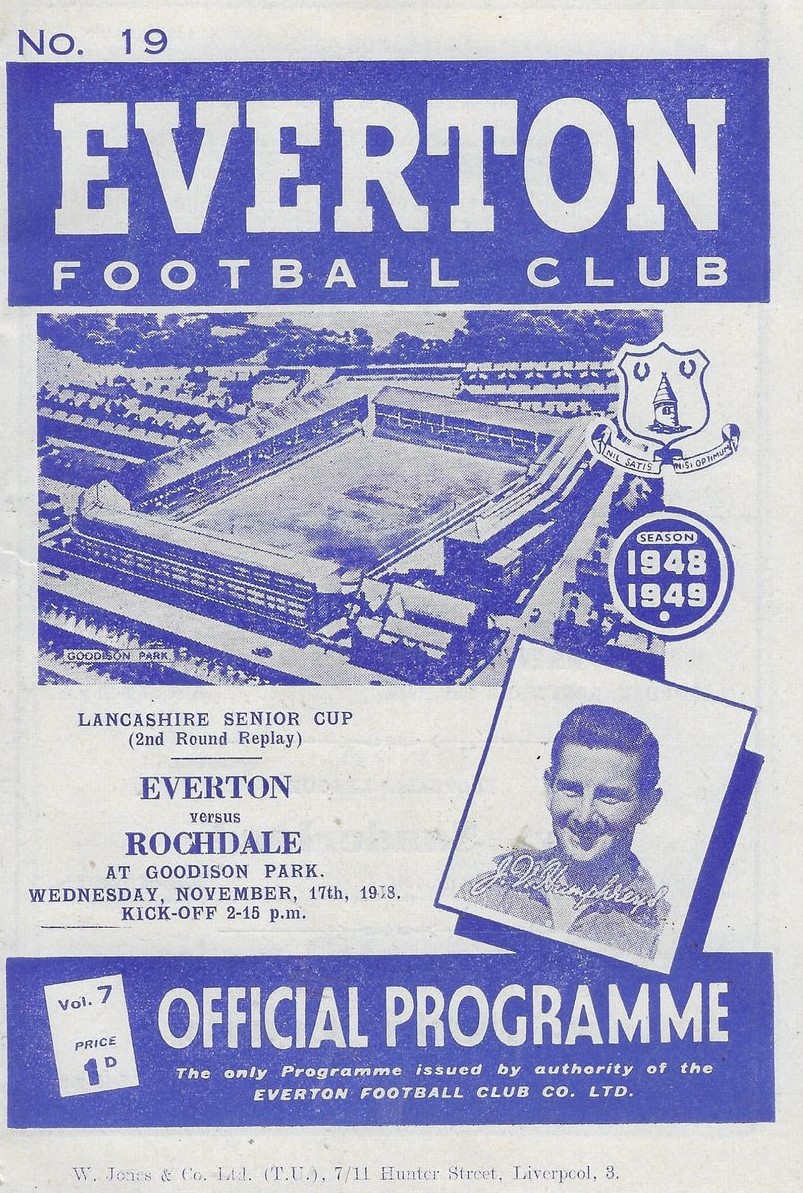 No. 19
EVERTON
FOOTBALL CLUB
NIL SATIS NISI OPTIMUM
SEASON
1948
1949
GOODISON PARK
LANCASHIRE SENIOR CUP
(2nd Round Replay)
EVERTON
versus
ROCHDALE
AT GOODISON PARK.
WEDNESDAY, NOVEMBER, 17th, 1948.
KICK-OFF 2-15 p.m.
J. W. Humphreys
Vol. 7
PRICE
1D
OFFICIAL PROGRAMME
The only Programme issued by authority of the
EVERTON FOOTBALL CLUB CO. LTD.
W. Jones & Co. Ltd. (T.U.), 7/11 Hunter Street, Liverpool, 3.